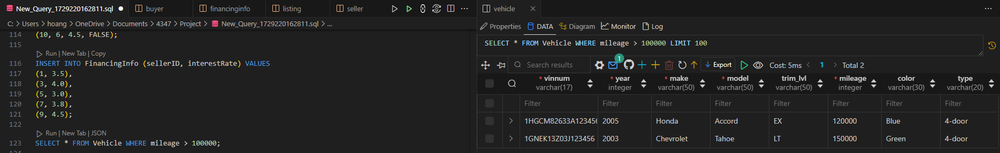 New_Query_1729220162811.sql buyer financinginfo listing seller ···
C: > Users > hoang > OneDrive > Documents > 4347 > Project > New_Query_1729220162811.sql > ...
114 (10, 6, 4.5, FALSE);
115
Run | New Tab | Copy
116 INSERT INTO FinancingInfo (sellerID, interestRate) VALUES
117 (1, 3.5),
118 (3, 4.0),
119 (5, 3.0),
120 (7, 3.8),
121 (9, 4.5);
122
Run | New Tab | JSON
123 SELECT * FROM Vehicle WHERE mileage > 100000;
vehicle ···
Properties DATA Diagram Monitor Log
SELECT * FROM Vehicle WHERE mileage > 100000 LIMIT 100
Search results 1 Export Cost: 5ms < 1 > Total 2
* vinnum * year * make * model trim_lvl * mileage color type
varchar(17) integer varchar(50) varchar(50) varchar(50) integer varchar(30) varchar(20)
Filter Filter Filter Filter Filter Filter Filter Filter
1HGCM82633A123456 2005 Honda Accord EX 120000 Blue 4-door
1GNEK13Z03J123456 2003 Chevrolet Tahoe LT 150000 Green 4-door